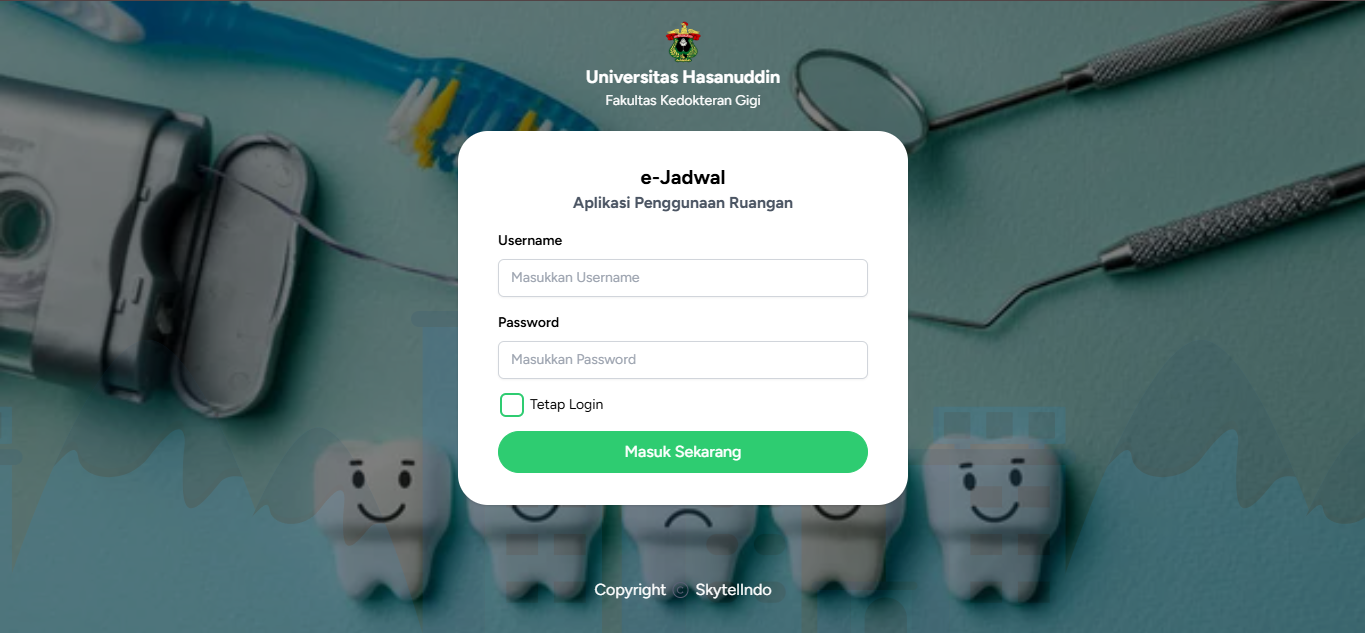 Universitas Hasanuddin
Fakultas Kedokteran Gigi
e-Jadwal
Aplikasi Penggunaan Ruangan
Username
Masukkan Username
Password
Masukkan Password
Tetap Login
Masuk Sekarang
Copyright © SkytelIndo